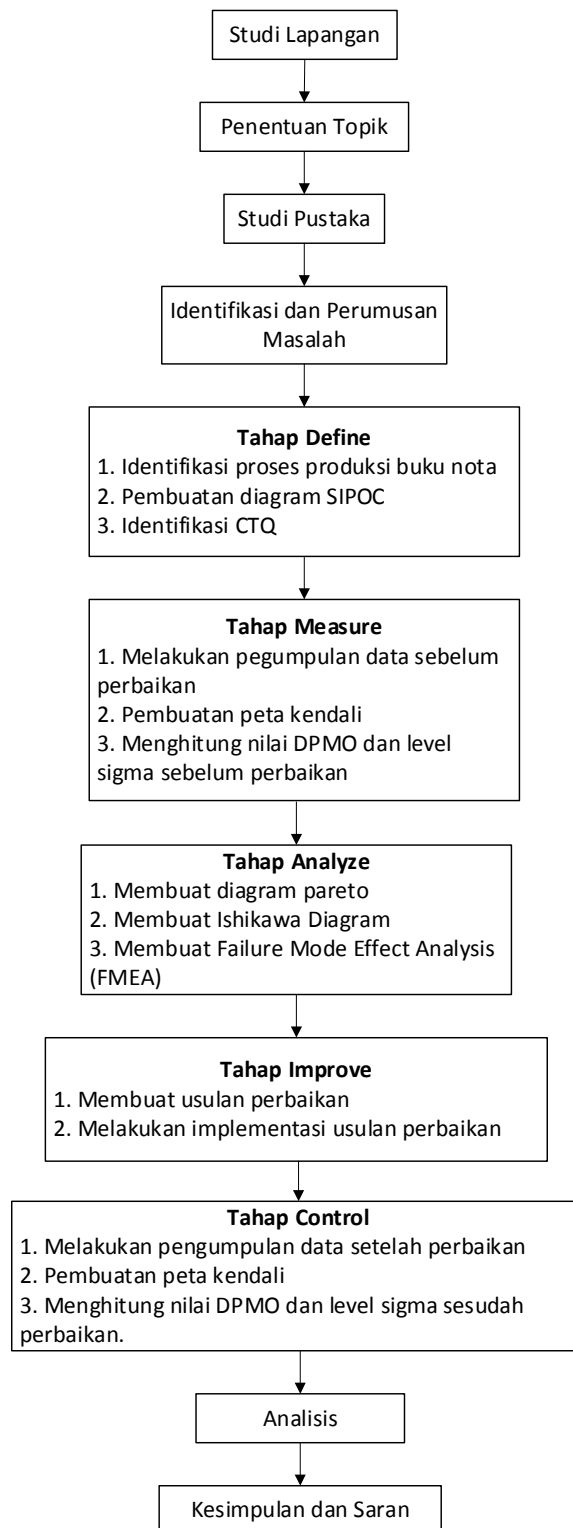 Studi Lapangan
Penentuan Topik
Studi Pustaka
Identifikasi dan Perumusan
Masalah
Tahap Define
1. Identifikasi proses produksi buku nota
2. Pembuatan diagram SIPOC
3. Identifikasi CTQ
Tahap Measure
1. Melakukan pegumpulan data sebelum
perbaikan
2. Pembuatan peta kendali
3. Menghitung nilai DPMO dan level
sigma sebelum perbaikan
Tahap Analyze
1. Membuat diagram pareto
2. Membuat Ishikawa Diagram
3. Membuat Failure Mode Effect Analysis
(FMEA)
Tahap Improve
1. Membuat usulan perbaikan
2. Melakukan implementasi usulan perbaikan
Tahap Control
1. Melakukan pengumpulan data setelah perbaikan
2. Pembuatan peta kendali
3. Menghitung nilai DPMO dan level sigma sesudah
perbaikan.
Analisis
Kesimpulan dan Saran